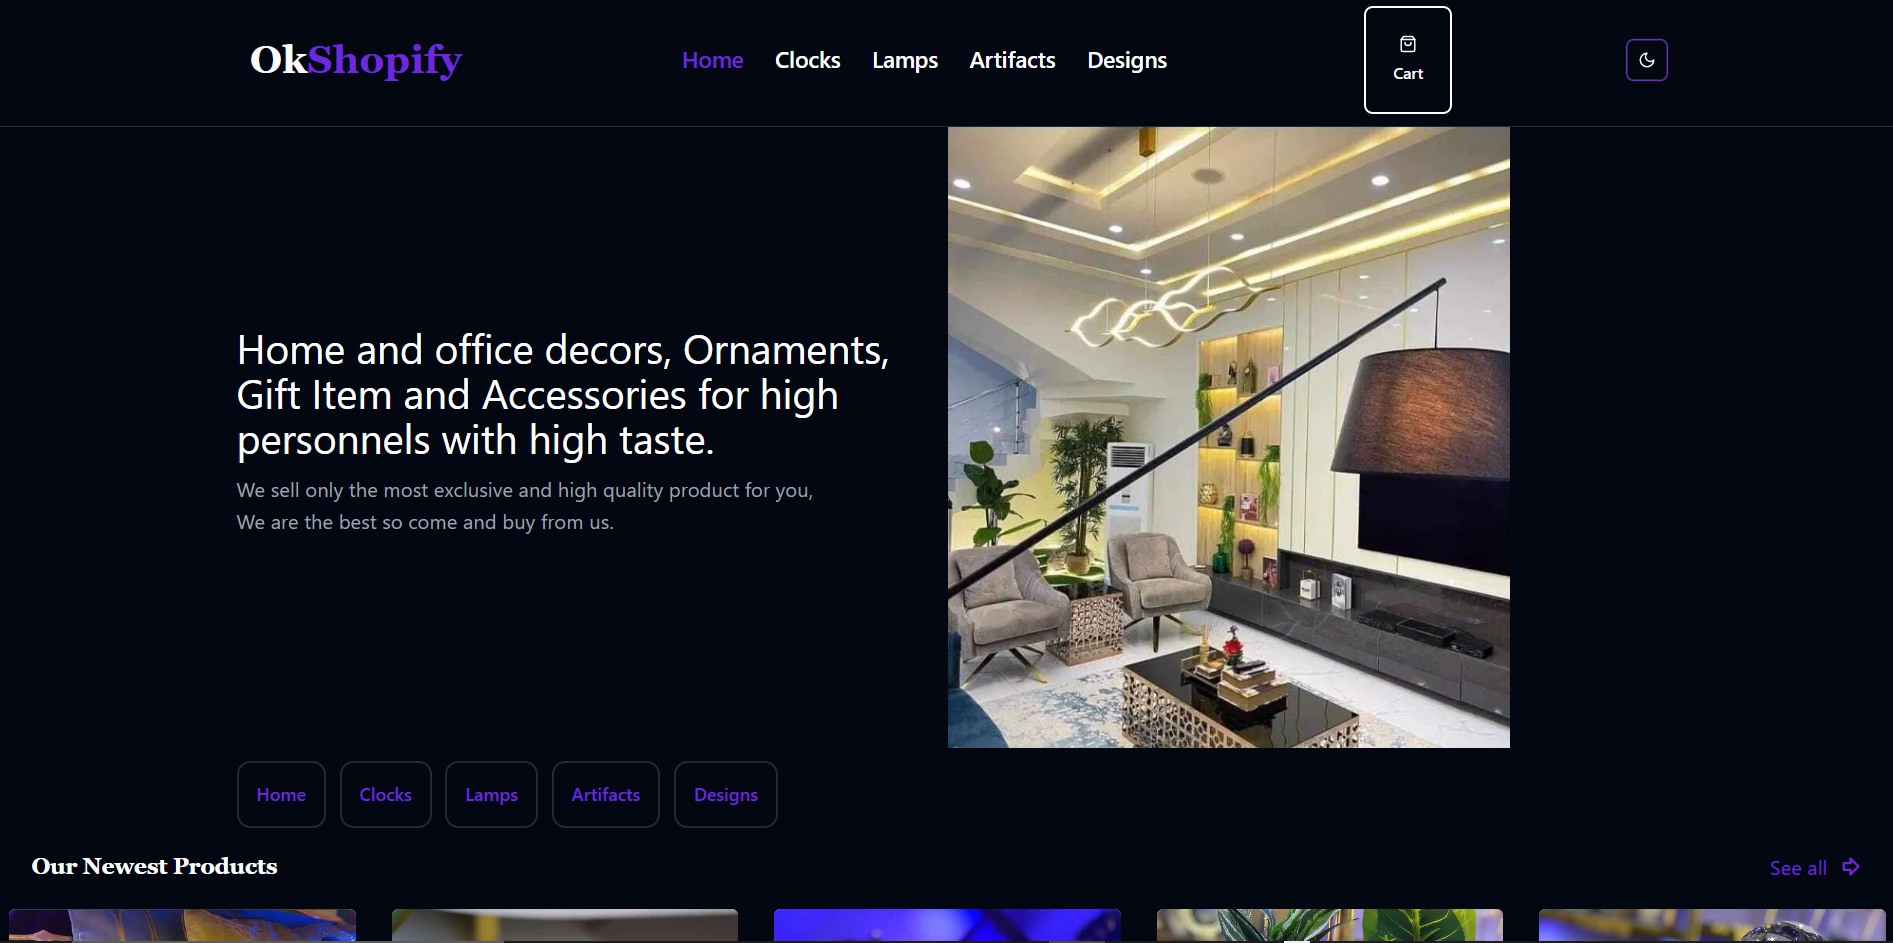 OkShopify
Home Clocks Lamps Artifacts Designs
Cart
Home and office decors, Ornaments,
Gift Item and Accessories for high
personnels with high taste.
We sell only the most exclusive and high quality product for you,
We are the best so come and buy from us.
Home Clocks Lamps Artifacts Designs
Our Newest Products
See all